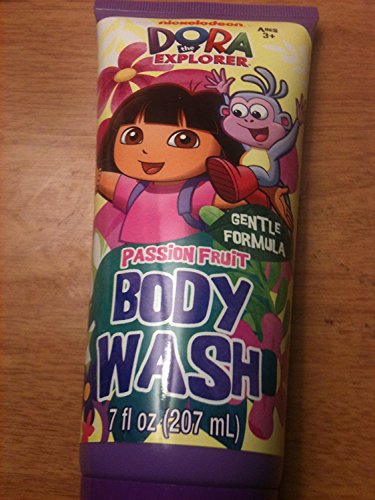 nickelodeon
AGES
3+
DORA
the
EXPLORER
GENTLE
FORMULA
PASSION FRUIT
BODY
WASH
7 fl oz (207 mL)